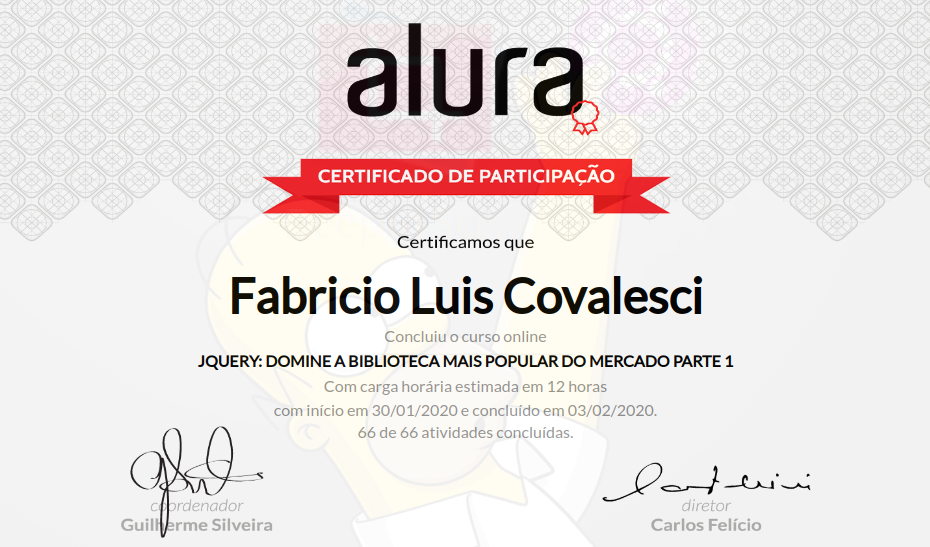 alura
CERTIFICADO DE PARTICIPAÇÃO
Certificamos que
Fabricio Luis Covalesci
Concluiu o curso online
JQUERY: DOMINE A BIBLIOTECA MAIS POPULAR DO MERCADO PARTE 1
Com carga horária estimada em 12 horas
com início em 30/01/2020 e concluído em 03/02/2020.
66 de 66 atividades concluídas.
coordenador
Guilherme Silveira
diretor
Carlos Felício